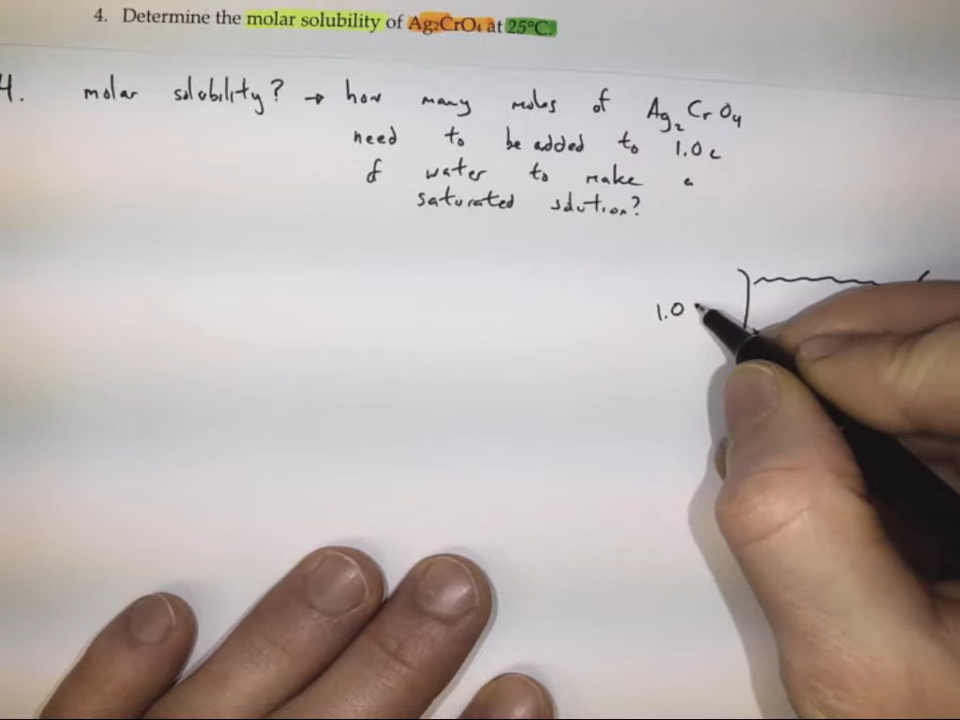 4. Determine the molar solubility of Ag₂CrO₄ at 25°C.
4. molar solubility? → how many moles of Ag₂CrO₄
need to be added to 1.0 L
of water to make a
saturated solution?
1.0